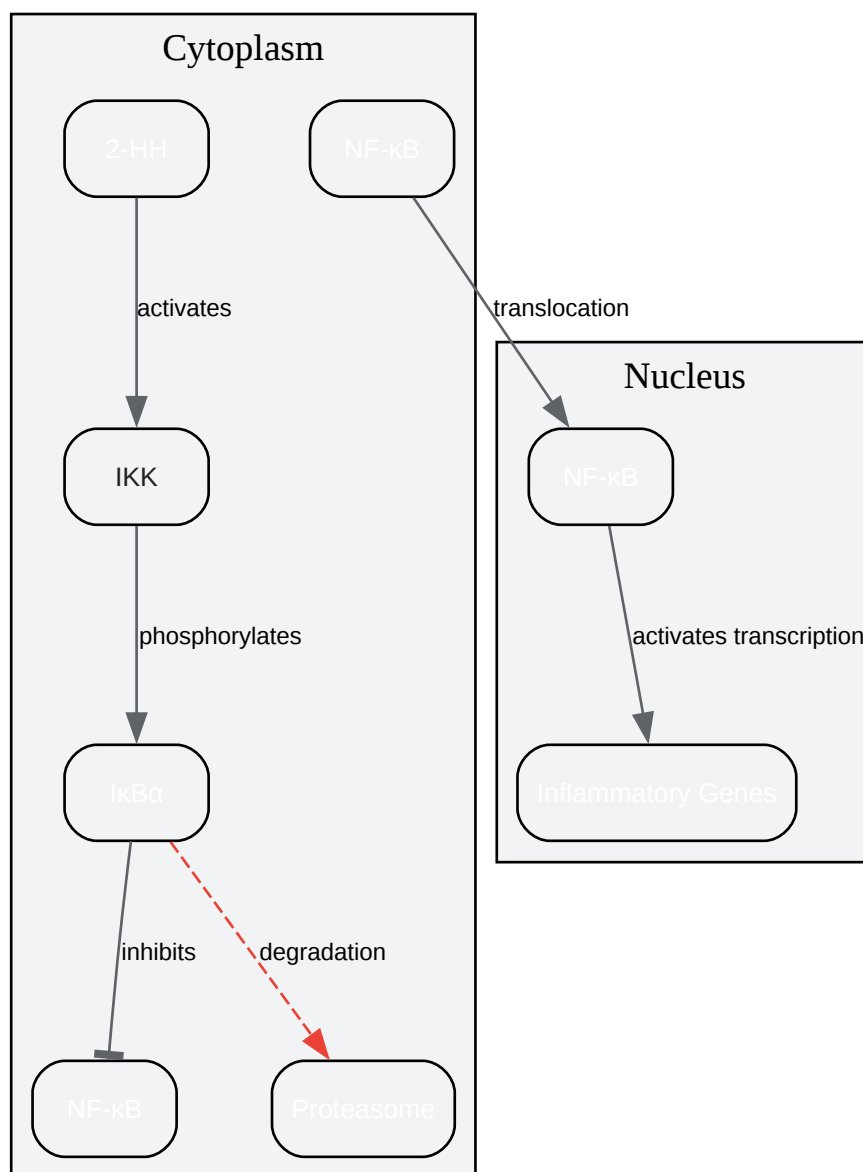 Cytoplasm
2-HH
NF-κB
activates
translocation
Nucleus
IKK
NF-κB
phosphorylates
activates transcription
IκBα
Inflammatory Genes
inhibits
degradation
NF-κB
Proteasome